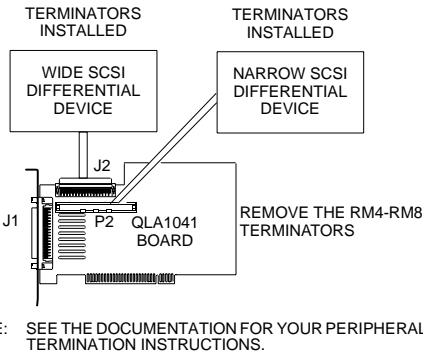 TERMINATORS
INSTALLED
TERMINATORS
INSTALLED
WIDE SCSI
DIFFERENTIAL
DEVICE
NARROW SCSI
DIFFERENTIAL
DEVICE
J2
J1
P2
QLA1041
BOARD
REMOVE THE RM4-RM8
TERMINATORS
E: SEE THE DOCUMENTATION FOR YOUR PERIPHERAL
TERMINATION INSTRUCTIONS.